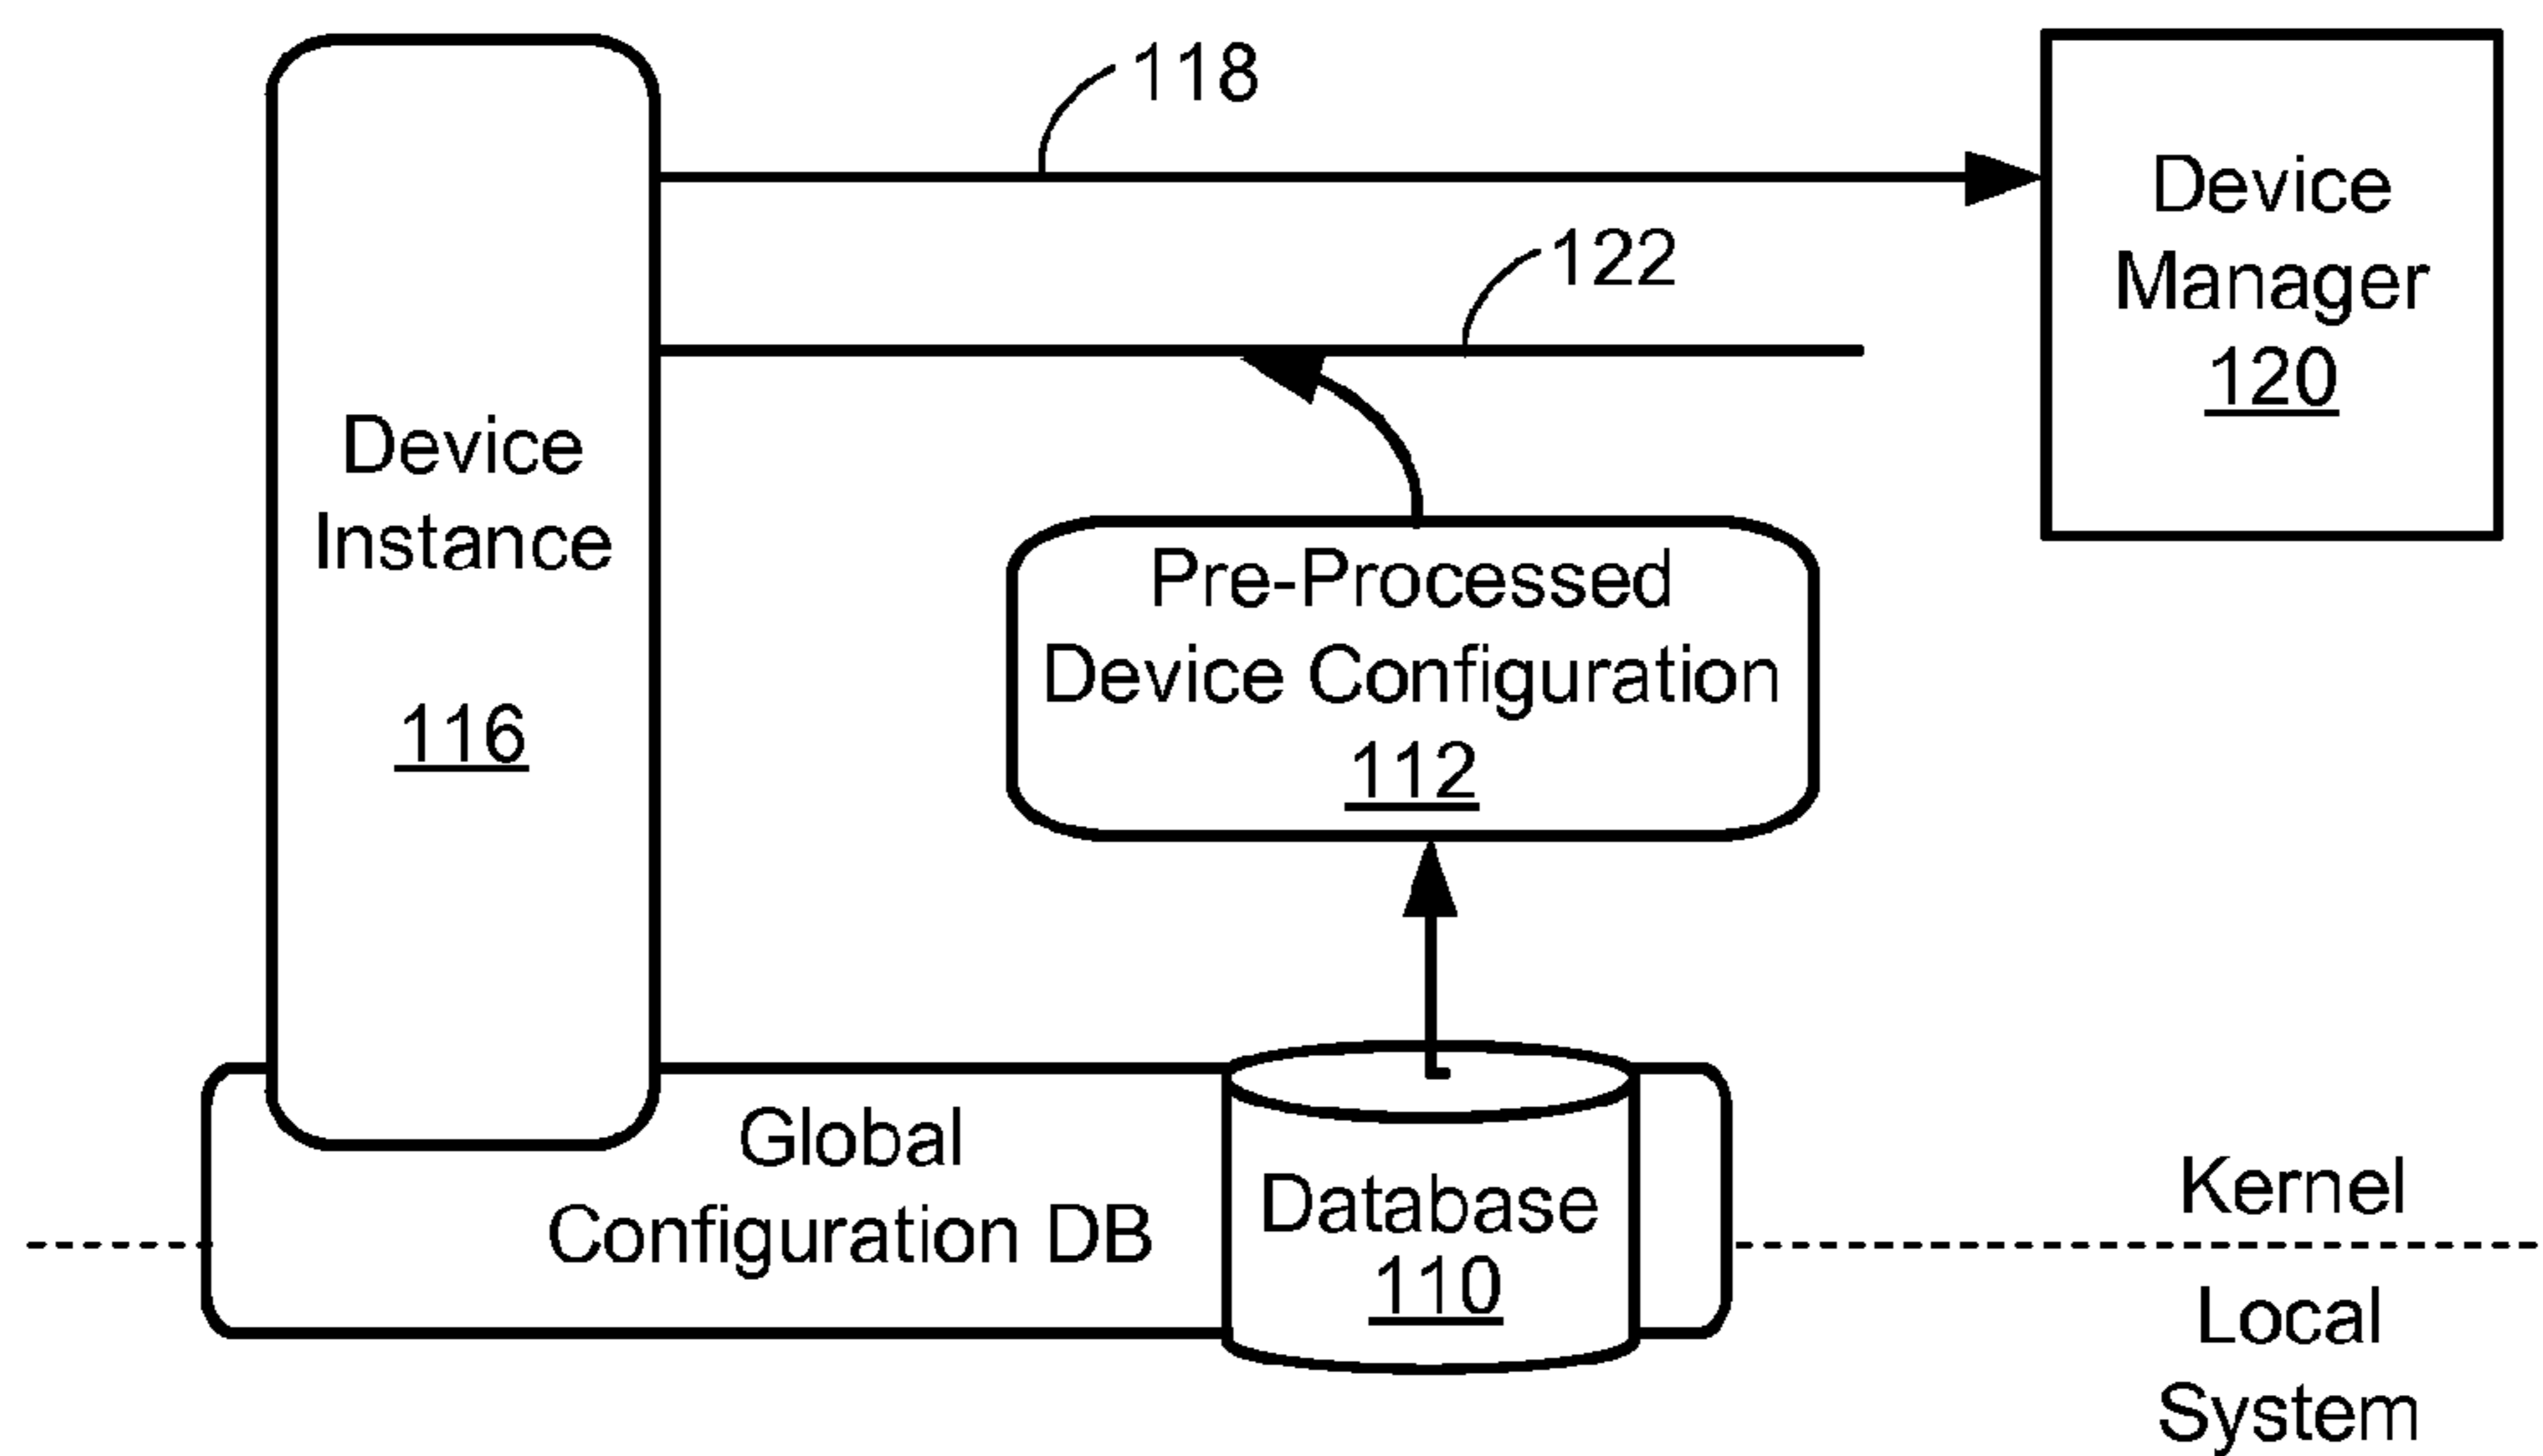 118
122
Device
Manager
120
Device
Instance
116
Pre-Processed
Device Configuration
112
Global
Configuration DB
Database
110
Kernel
Local
System